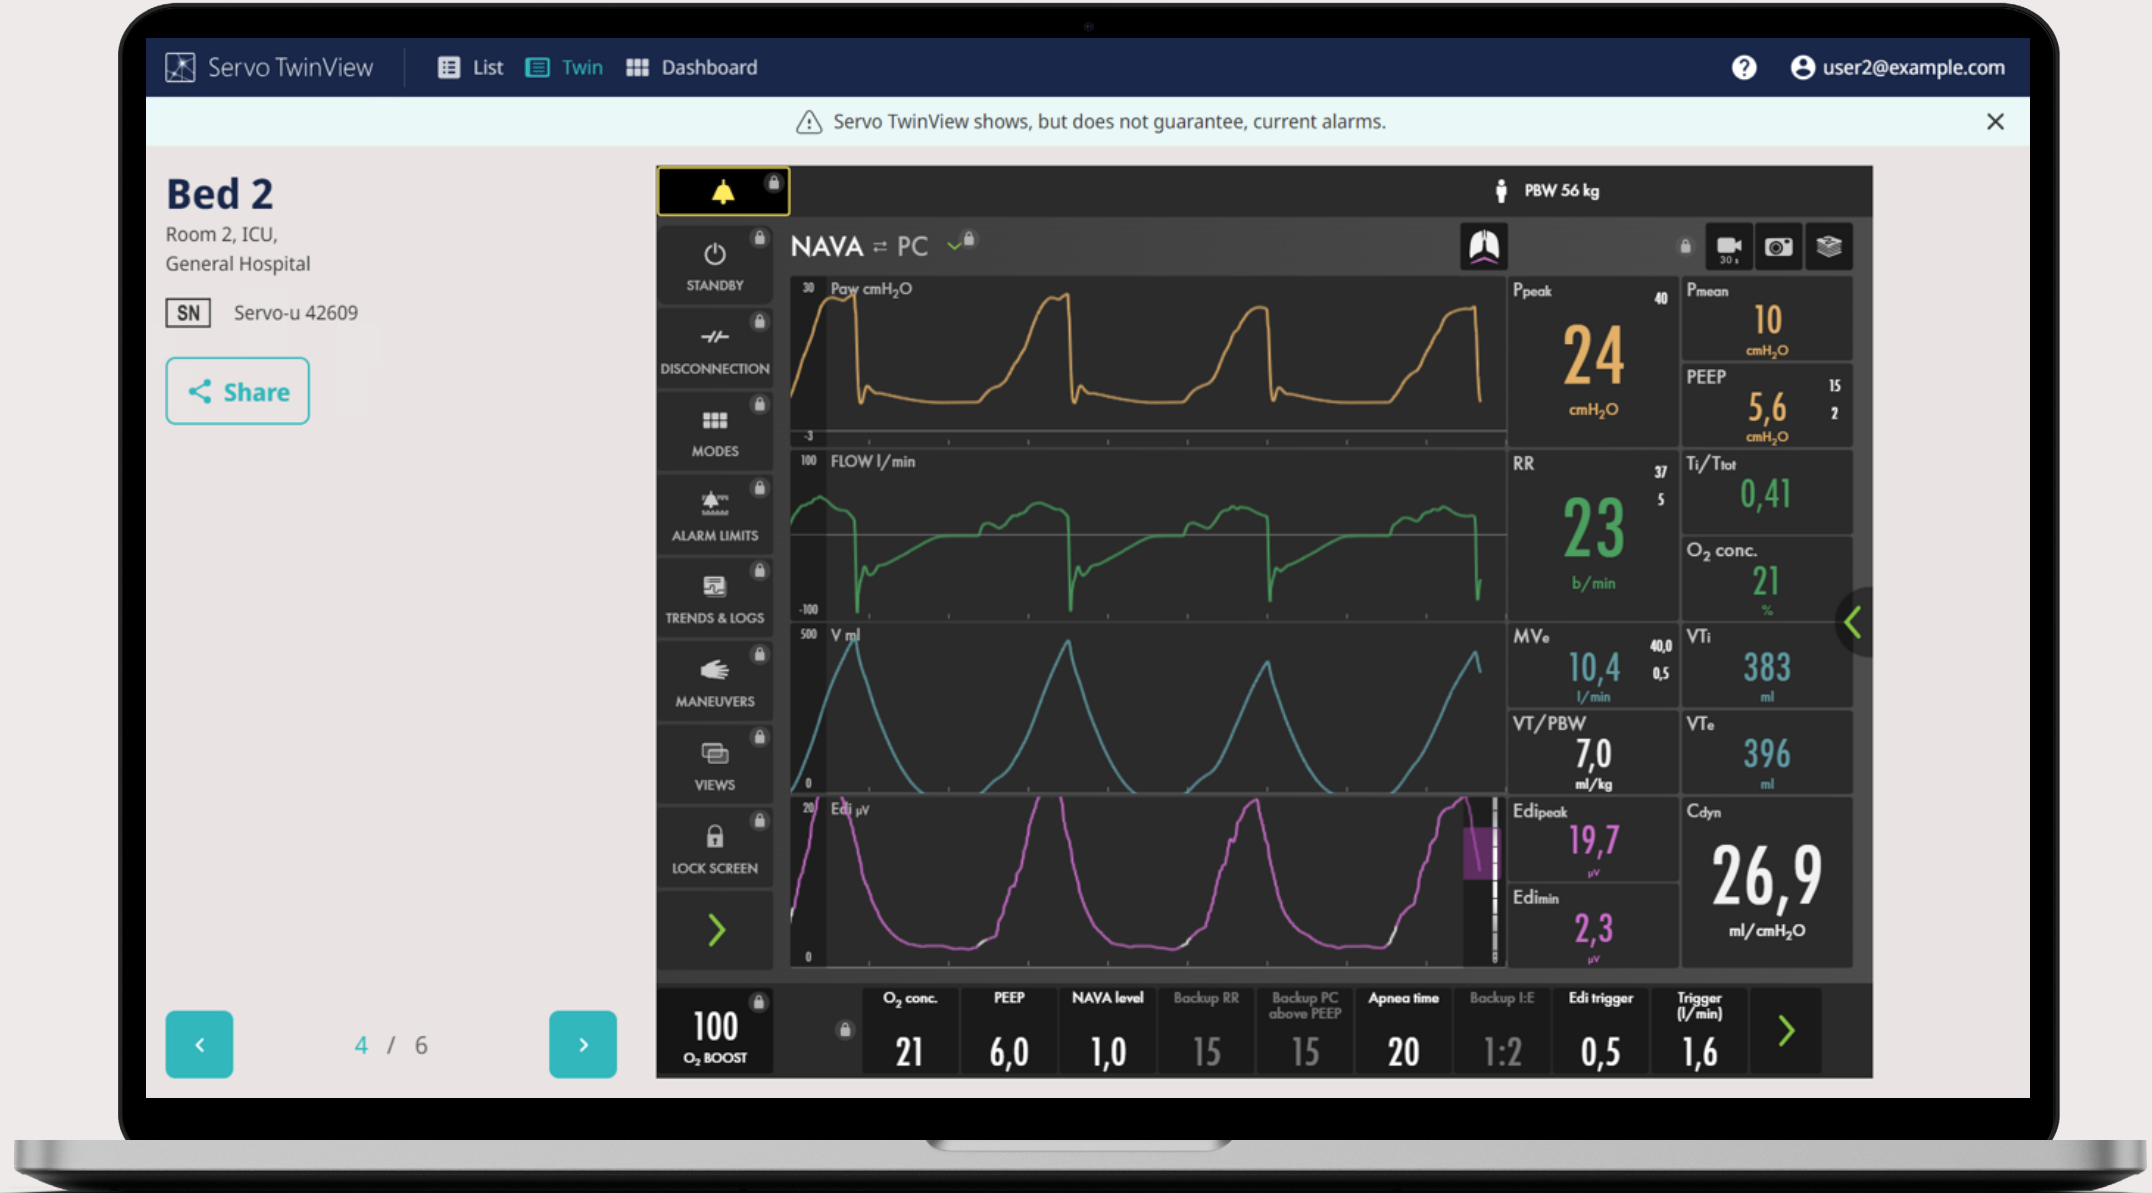 Servo TwinView
List
Twin
Dashboard
?
user2@example.com
Servo TwinView shows, but does not guarantee, current alarms.
Bed 2
Room 2, ICU,
General Hospital
SN
Servo-u 42609
Share
4 / 6
PBW 56 kg
STANDBY
DISCONNECTION
MODES
ALARM LIMITS
TRENDS & LOGS
MANEUVERS
VIEWS
LOCK SCREEN
100
O₂ BOOST
NAVA ⇄ PC
30 s
30
Paw cmH₂O
-3
100
FLOW l/min
-100
500
V ml
0
20
Edi µV
0
Ppeak
40
24
cmH₂O
Pmean
10
cmH₂O
PEEP
15
5,6
2
cmH₂O
RR
37
5
23
b/min
Ti/Ttot
0,41
O₂ conc.
21
%
MVe
40,0
10,4
0,5
l/min
VTi
383
ml
VT/PBW
7,0
ml/kg
VTe
396
ml
Edipeak
19,7
µV
Edimin
2,3
µV
Cdyn
26,9
ml/cmH₂O
O₂ conc.
21
PEEP
6,0
NAVA level
1,0
Backup RR
15
Backup PC
above PEEP
15
Apnea time
20
Backup I:E
1:2
Edi trigger
0,5
Trigger
(l/min)
1,6